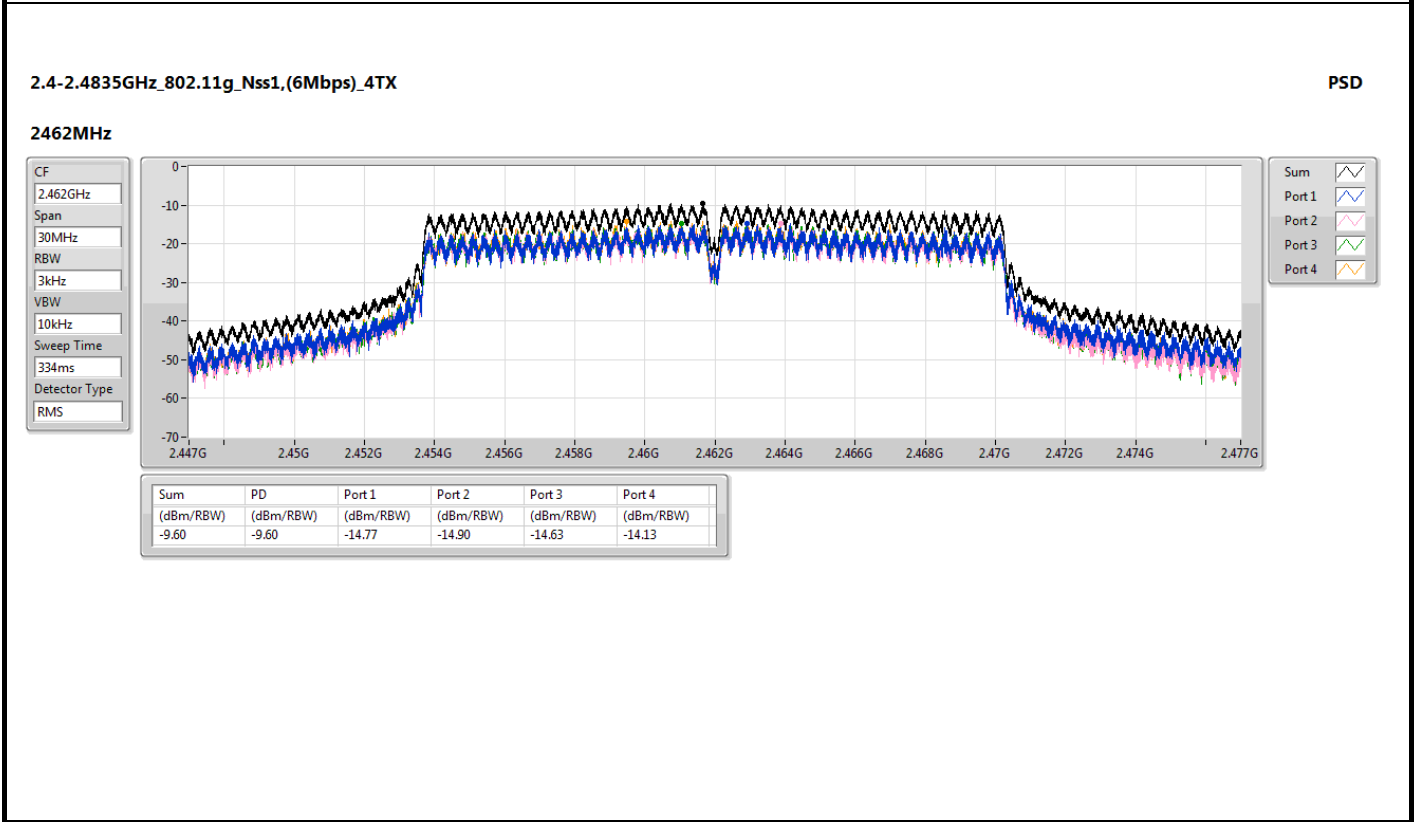 2.4-2.4835GHz_802.11g_Nss1,(6Mbps)_4TX PSD
2462MHz
CF
2.462GHz
Span
30MHz
RBW
3kHz
VBW
10kHz
Sweep Time
334ms
Detector Type
RMS
0
-10
-20
-30
-40
-50
-60
-70
2.447G 2.45G 2.452G 2.454G 2.456G 2.458G 2.46G 2.462G 2.464G 2.466G 2.468G 2.47G 2.472G 2.474G 2.477G
Sum
Port 1
Port 2
Port 3
Port 4
Sum PD Port 1 Port 2 Port 3 Port 4
(dBm/RBW) (dBm/RBW) (dBm/RBW) (dBm/RBW) (dBm/RBW) (dBm/RBW)
-9.60 -9.60 -14.77 -14.90 -14.63 -14.13